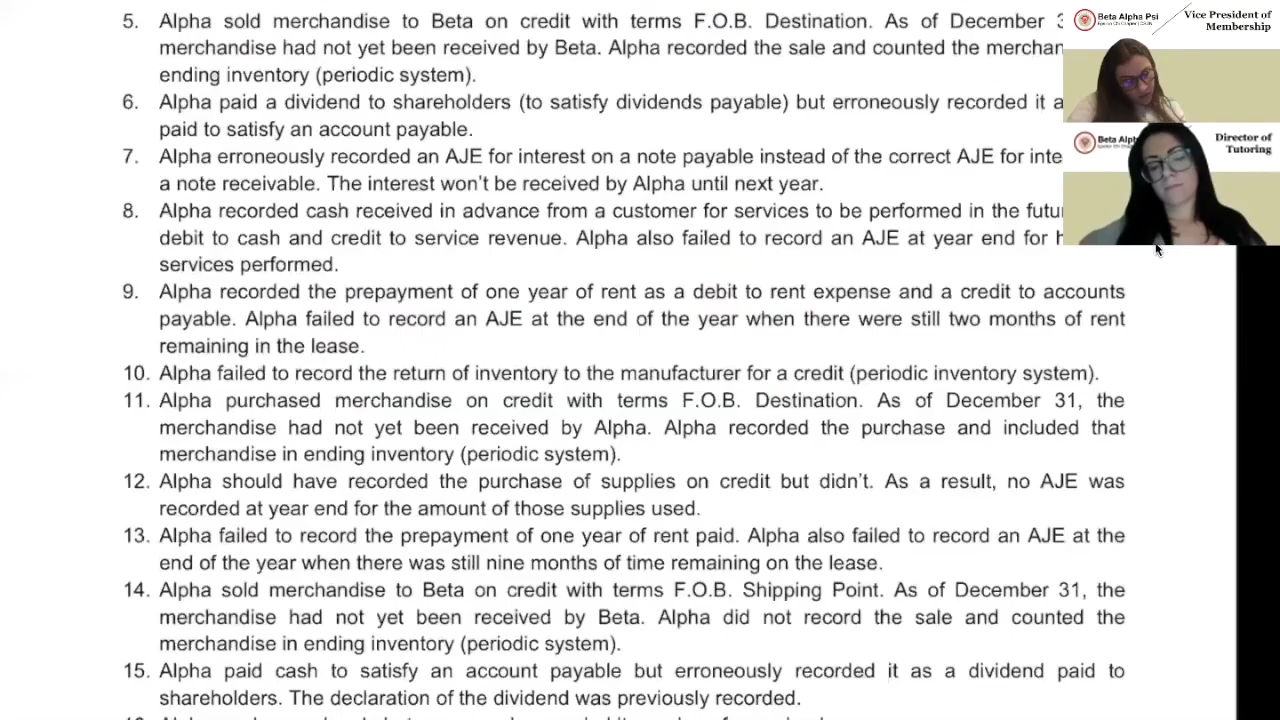 5. Alpha sold merchandise to Beta on credit with terms F.O.B. Destination. As of December
merchandise had not yet been received by Beta. Alpha recorded the sale and counted the
ending inventory (periodic system).
6. Alpha paid a dividend to shareholders (to satisfy dividends payable) but erroneously recorded it
paid to satisfy an account payable.
7. Alpha erroneously recorded an AJE for interest on a note payable instead of the correct AJE for
a note receivable. The interest won't be received by Alpha until next year.
8. Alpha recorded cash received in advance from a customer for services to be performed in the
debit to cash and credit to service revenue. Alpha also failed to record an AJE at year end for
services performed.
9. Alpha recorded the prepayment of one year of rent as a debit to rent expense and a credit to accounts
payable. Alpha failed to record an AJE at the end of the year when there were still two months of rent
remaining in the lease.
10. Alpha failed to record the return of inventory to the manufacturer for a credit (periodic inventory system).
11. Alpha purchased merchandise on credit with terms F.O.B. Destination. As of December 31, the
merchandise had not yet been received by Alpha. Alpha recorded the purchase and included that
merchandise in ending inventory (periodic system).
12. Alpha should have recorded the purchase of supplies on credit but didn't. As a result, no AJE was
recorded at year end for the amount of those supplies used.
13. Alpha failed to record the prepayment of one year of rent paid. Alpha also failed to record an AJE at the
end of the year when there was still nine months of time remaining on the lease.
14. Alpha sold merchandise to Beta on credit with terms F.O.B. Shipping Point. As of December 31, the
merchandise had not yet been received by Beta. Alpha did not record the sale and counted the
merchandise in ending inventory (periodic system).
15. Alpha paid cash to satisfy an account payable but erroneously recorded it as a dividend paid to
shareholders. The declaration of the dividend was previously recorded.
Beta Alpha Psi
Vice President of
Membership
Beta
Director of
Tutoring